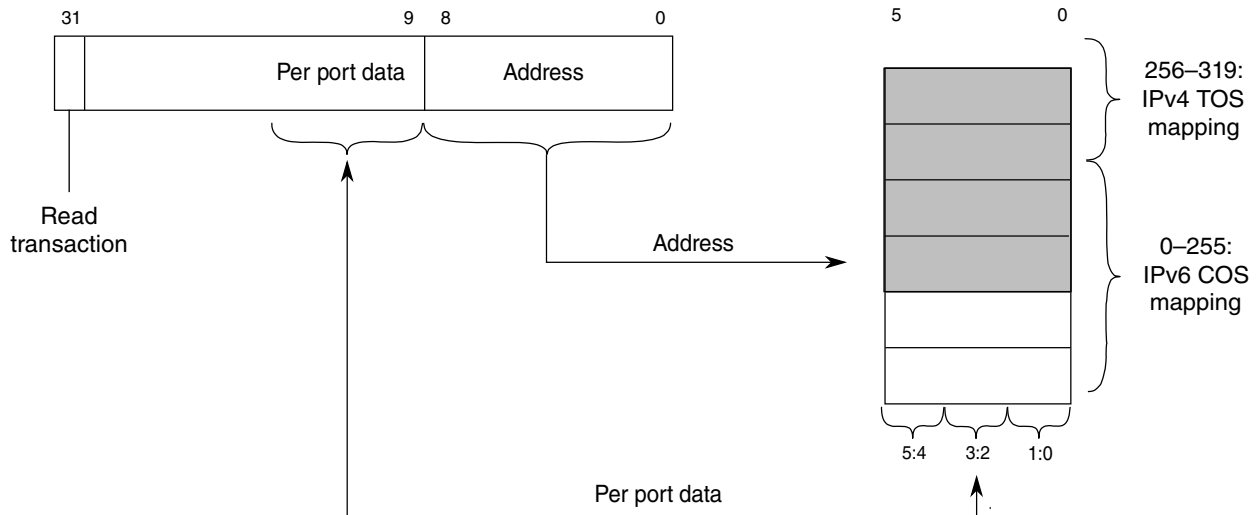 31 9 8 0 5 0
Per port data Address
256–319:
IPv4 TOS
mapping
Read
transaction
Address
0–255:
IPv6 COS
mapping
5:4 3:2 1:0
Per port data